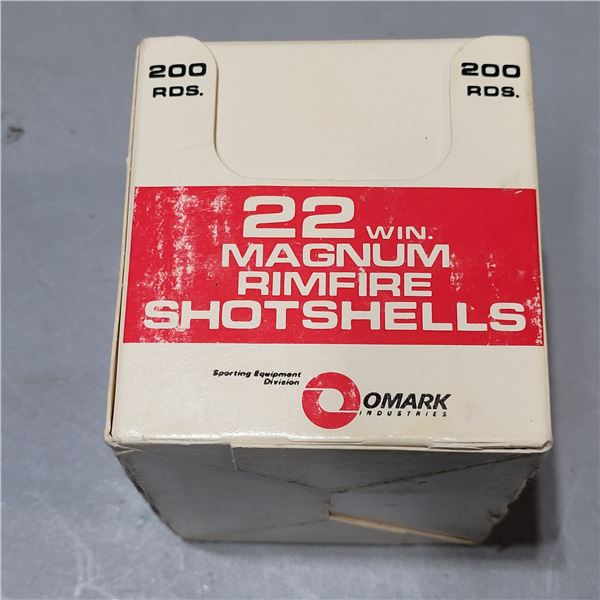 200 200
RDS. RDS.
22 WIN.
MAGNUM
RIMFIRE
SHOTSHELLS
Sporting Equipment
Division
OMARK
INDUSTRIES